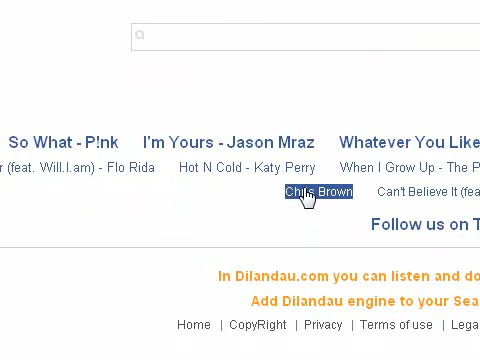 So What - P!nk I'm Yours - Jason Mraz Whatever You Like
r (feat. Will.I.am) - Flo Rida Hot N Cold - Katy Perry When I Grow Up - The P
Chris Brown Can't Believe It (fea
Follow us on T
In Dilandau.com you can listen and do
Add Dilandau engine to your Sea
Home | CopyRight | Privacy | Terms of use | Lega